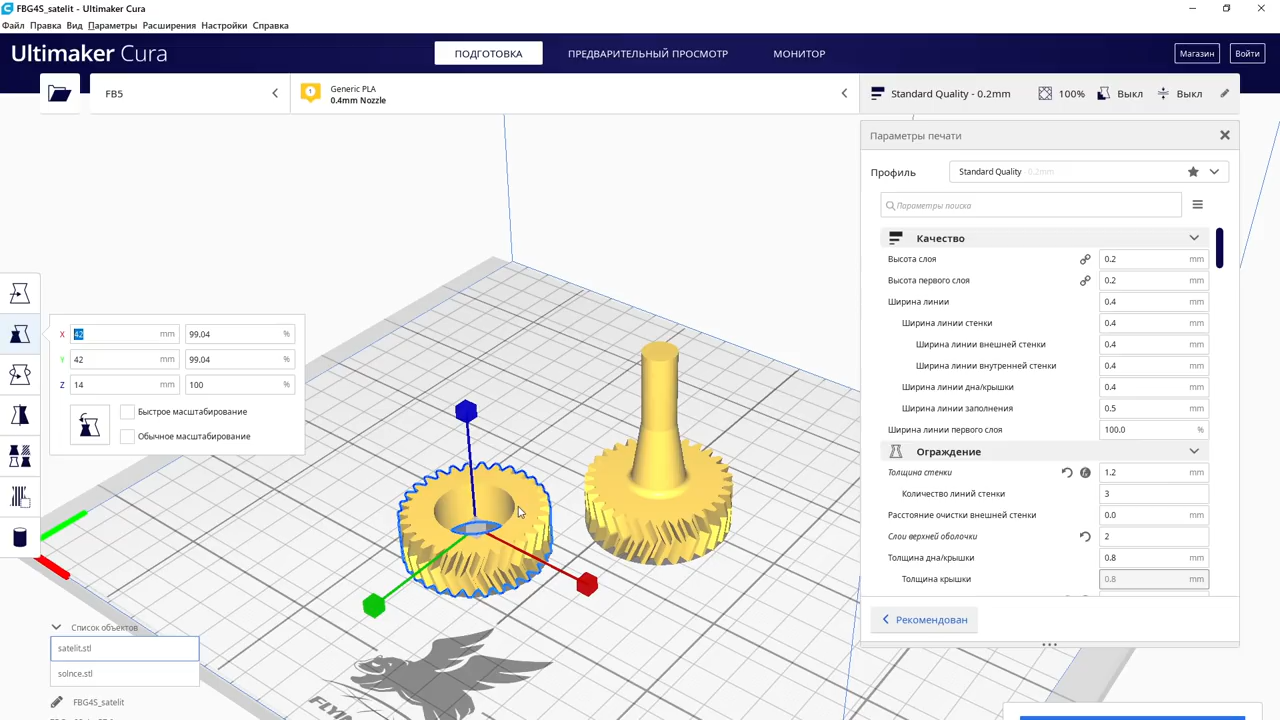 FBG4S_satelit - Ultimaker Cura
Файл Правка Вид Параметры Расширения Настройки Справка
Ultimaker Cura
ПОДГОТОВКА
ПРЕДВАРИТЕЛЬНЫЙ ПРОСМОТР
МОНИТОР
Магазин
Войти
FB5
1
Generic PLA
0.4mm Nozzle
Standard Quality - 0.2mm
100%
Выкл
Выкл
Параметры печати
Профиль
Standard Quality 0.2mm
Параметры поиска
Качество
Высота слоя 0.2 mm
Высота первого слоя 0.2 mm
Ширина линии 0.4 mm
Ширина линии стенки 0.4 mm
Ширина линии внешней стенки 0.4 mm
Ширина линии внутренней стенки 0.4 mm
Ширина линии дна/крышки 0.4 mm
Ширина линии заполнения 0.5 mm
Ширина линии первого слоя 100.0 %
Ограждение
Толщина стенки 1.2 mm
Количество линий стенки 3
Расстояние очистки внешней стенки 0.0 mm
Слои верхней оболочки 2
Толщина дна/крышки 0.8 mm
Толщина крышки 0.8 mm
Рекомендован
X 42 mm 99.04 %
Y 42 mm 99.04 %
Z 14 mm 100 %
Быстрое масштабирование
Обычное масштабирование
Список объектов
satelit.stl
solnce.stl
FBG4S_satelit